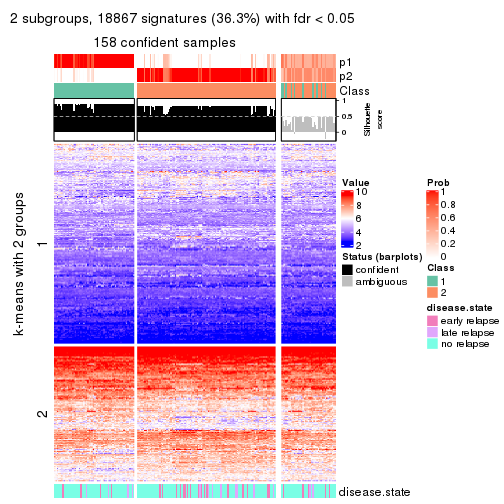 2 subgroups, 18867 signatures (36.3%) with fdr < 0.05
158 confident samples
p1
p2
Class
1
0.5
0
Silhouette
score
k-means with 2 groups
1
2
disease.state
Value
10
8
6
4
2
Status (barplots)
confident
ambiguous
Prob
1
0.8
0.6
0.4
0.2
0
Class
1
2
disease.state
early relapse
late relapse
no relapse